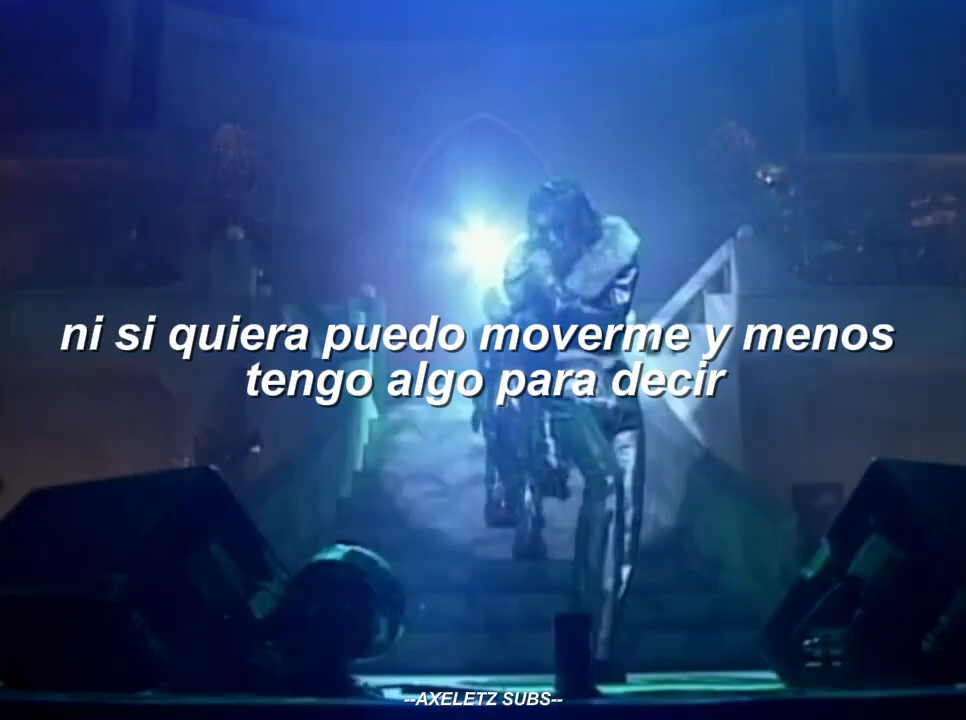 ni si quiera puedo moverme y menos
tengo algo para decir
--AXELETZ SUBS--